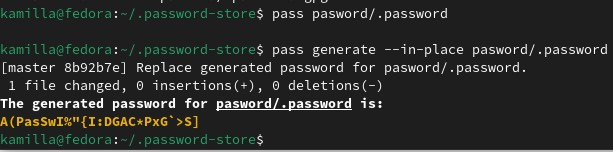 kamilla@fedora:~/.password-store$ pass pasword/.password

kamilla@fedora:~/.password-store$ pass generate --in-place pasword/.password
[master 8b92b7e] Replace generated password for pasword/.password.
 1 file changed, 0 insertions(+), 0 deletions(-)
The generated password for pasword/.password is:
A(PasSwI%"{I:DGAC*PxG`>S]
kamilla@fedora:~/.password-store$